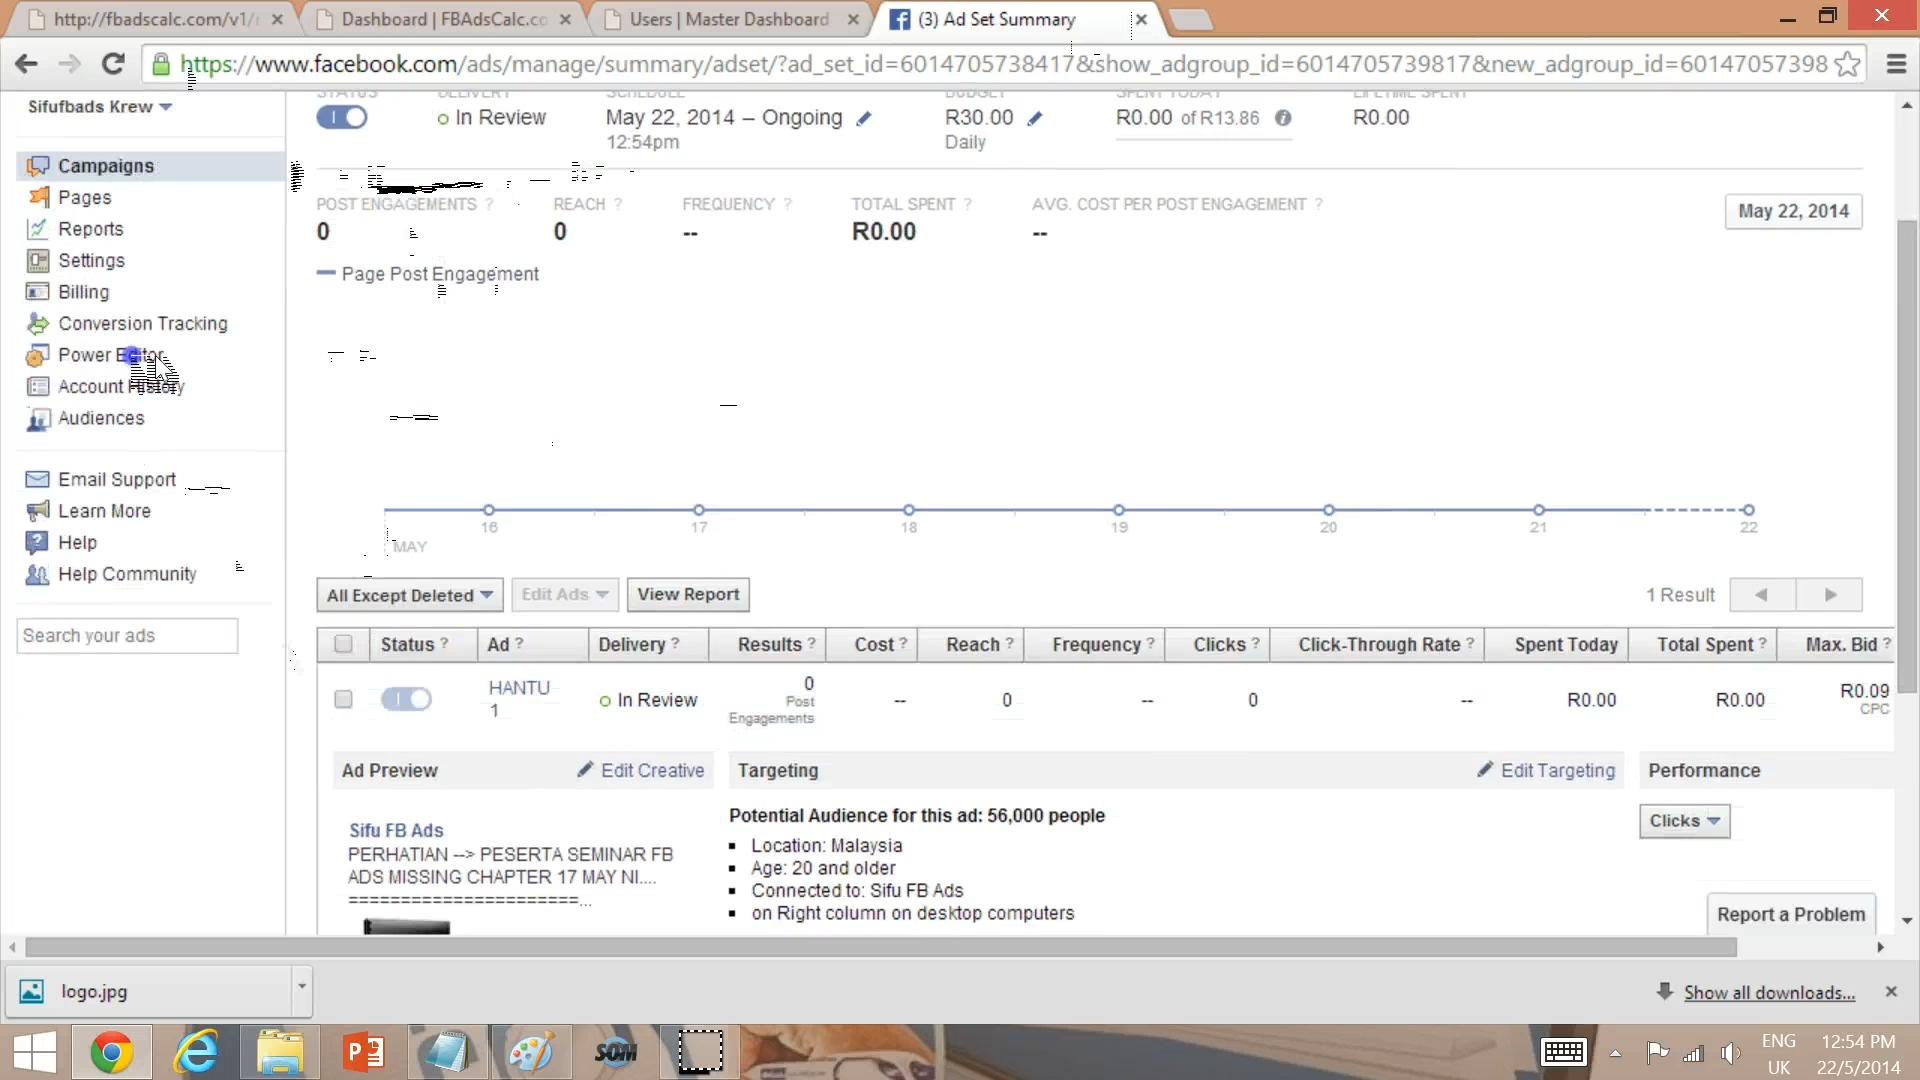 http://fbadscalc.com/v1/
Dashboard | FBAdsCalc.co
Users | Master Dashboard
(3) Ad Set Summary
https://www.facebook.com/ads/manage/summary/adset/?ad_set_id=6014705738417&show_adgroup_id=6014705739817&new_adgroup_id=60147057398
Sifufbads Krew
Campaigns
Pages
Reports
Settings
Billing
Conversion Tracking
Power Editor
Account History
Audiences
Email Support
Learn More
Help
Help Community
Search your ads
STATUS DELIVERY SCHEDULE BUDGET SPENT TODAY LIFETIME SPENT
In Review May 22, 2014 – Ongoing R30.00 R0.00 of R13.86 R0.00
12:54pm Daily
POST ENGAGEMENTS ? REACH ? FREQUENCY ? TOTAL SPENT ? AVG. COST PER POST ENGAGEMENT ?
0 0 -- R0.00 --
May 22, 2014
Page Post Engagement
16 17 18 19 20 21 22
MAY
All Except Deleted Edit Ads View Report 1 Result
Status ? Ad ? Delivery ? Results ? Cost ? Reach ? Frequency ? Clicks ? Click-Through Rate ? Spent Today Total Spent ? Max. Bid ?
HANTU 1 In Review 0 Post Engagements -- 0 -- 0 -- R0.00 R0.00 R0.09 CPC
Ad Preview Edit Creative Targeting Edit Targeting Performance
Sifu FB Ads
PERHATIAN --> PESERTA SEMINAR FB
ADS MISSING CHAPTER 17 MAY NI....
======================...
Potential Audience for this ad: 56,000 people
Location: Malaysia
Age: 20 and older
Connected to: Sifu FB Ads
on Right column on desktop computers
Clicks
Report a Problem
logo.jpg
Show all downloads...
SOM
ENG
UK
12:54 PM
22/5/2014